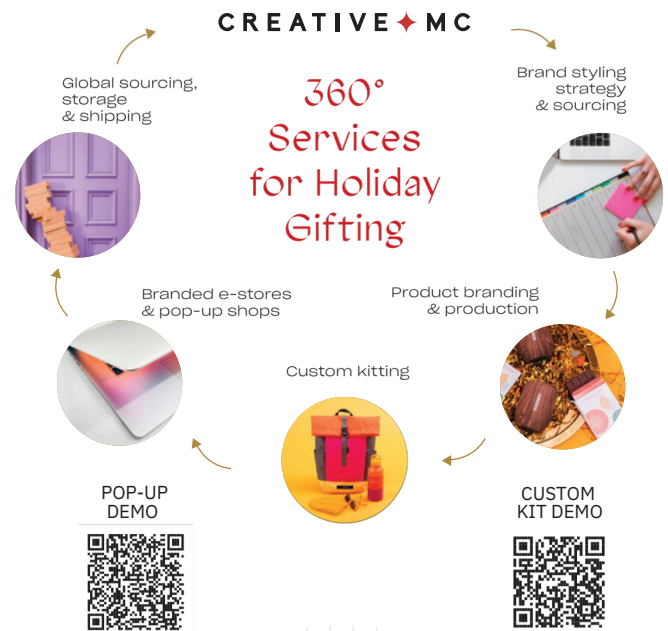 CREATIVE MC
360°
Services
for Holiday
Gifting
Global sourcing,
storage
& shipping
Brand styling
strategy
& sourcing
Branded e-stores
& pop-up shops
Product branding
& production
Custom kitting
POP-UP
DEMO
CUSTOM
KIT DEMO